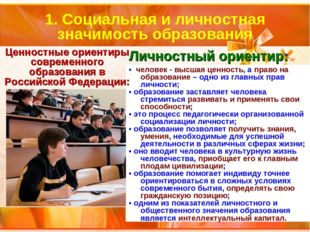 1. Социальная и личностная
значимость образования
Ценностные ориентиры
современного
образования в
Российской Федерации:
Личностный ориентир:
• человек - высшая ценность, а право на
образование – одно из главных прав
личности;
• образование заставляет человека
стремиться развивать и применять свои
способности;
• это процесс педагогически организованной
социализации личности;
• образование позволяет получить знания,
умения, необходимые для успешной
деятельности в различных сферах жизни;
• оно вводит человека в культурную жизнь
человечества, приобщает его к главным
плодам цивилизации;
• образование помогает индивиду точнее
ориентироваться в сложных условиях
современного бытия, определять свою
гражданскую позицию;
• одним из показателей личностного и
общественного значения образования
является интеллектуальный капитал.